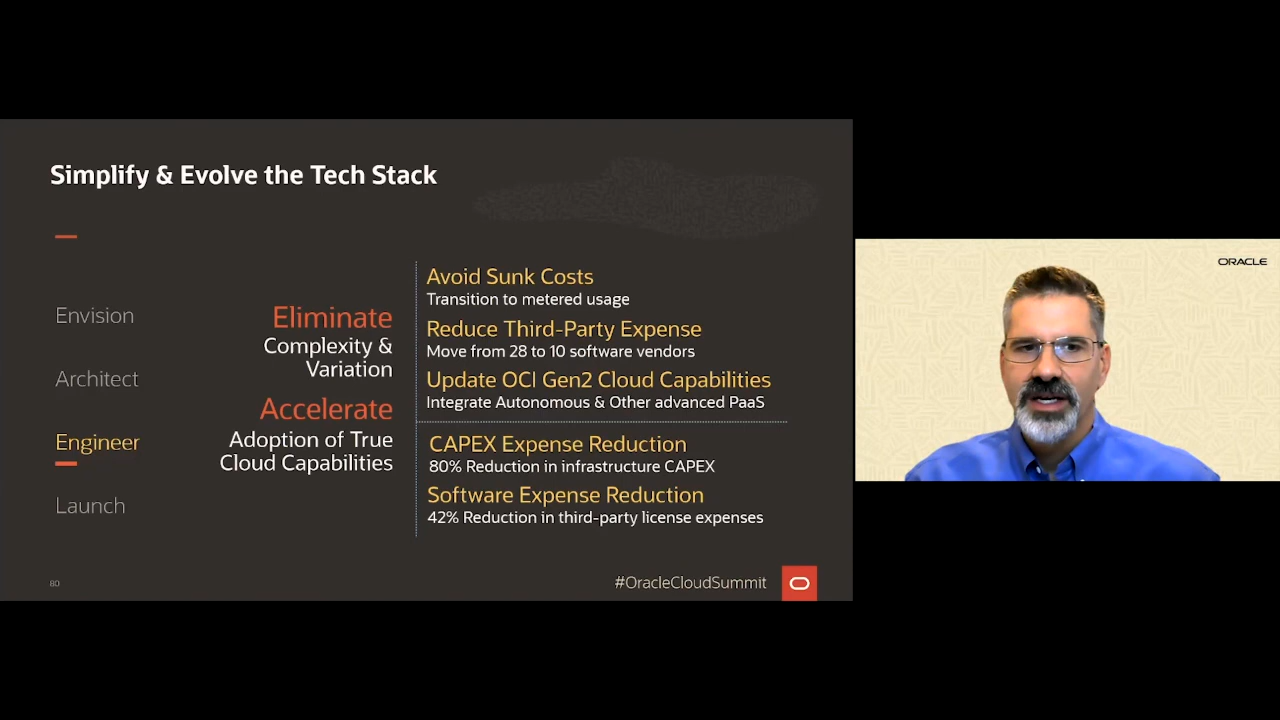 Simplify & Evolve the Tech Stack
Envision
Architect
Engineer
Launch
Eliminate
Complexity &
Variation
Accelerate
Adoption of True
Cloud Capabilities
Avoid Sunk Costs
Transition to metered usage
Reduce Third-Party Expense
Move from 28 to 10 software vendors
Update OCI Gen2 Cloud Capabilities
Integrate Autonomous & Other advanced PaaS
CAPEX Expense Reduction
80% Reduction in infrastructure CAPEX
Software Expense Reduction
42% Reduction in third-party license expenses
80
#OracleCloudSummit
ORACLE